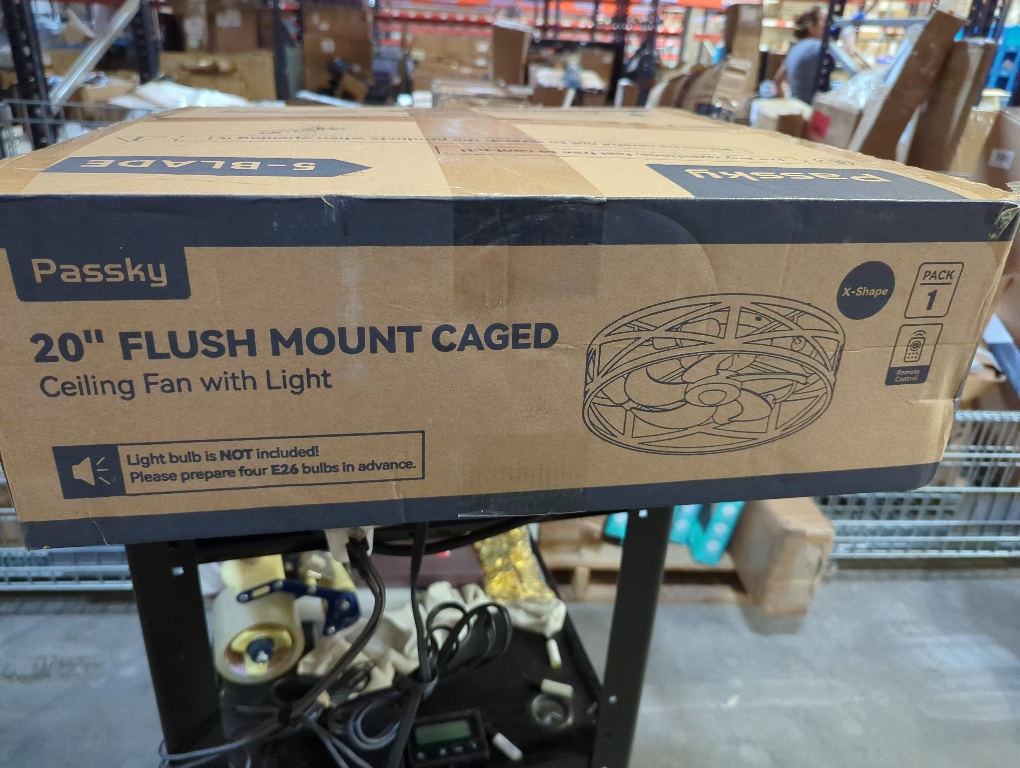 5-BLADE
Passky
Passky
20" FLUSH MOUNT CAGED
Ceiling Fan with Light
Light bulb is NOT included!
Please prepare four E26 bulbs in advance.
X-Shape
PACK
1
Remote
Control